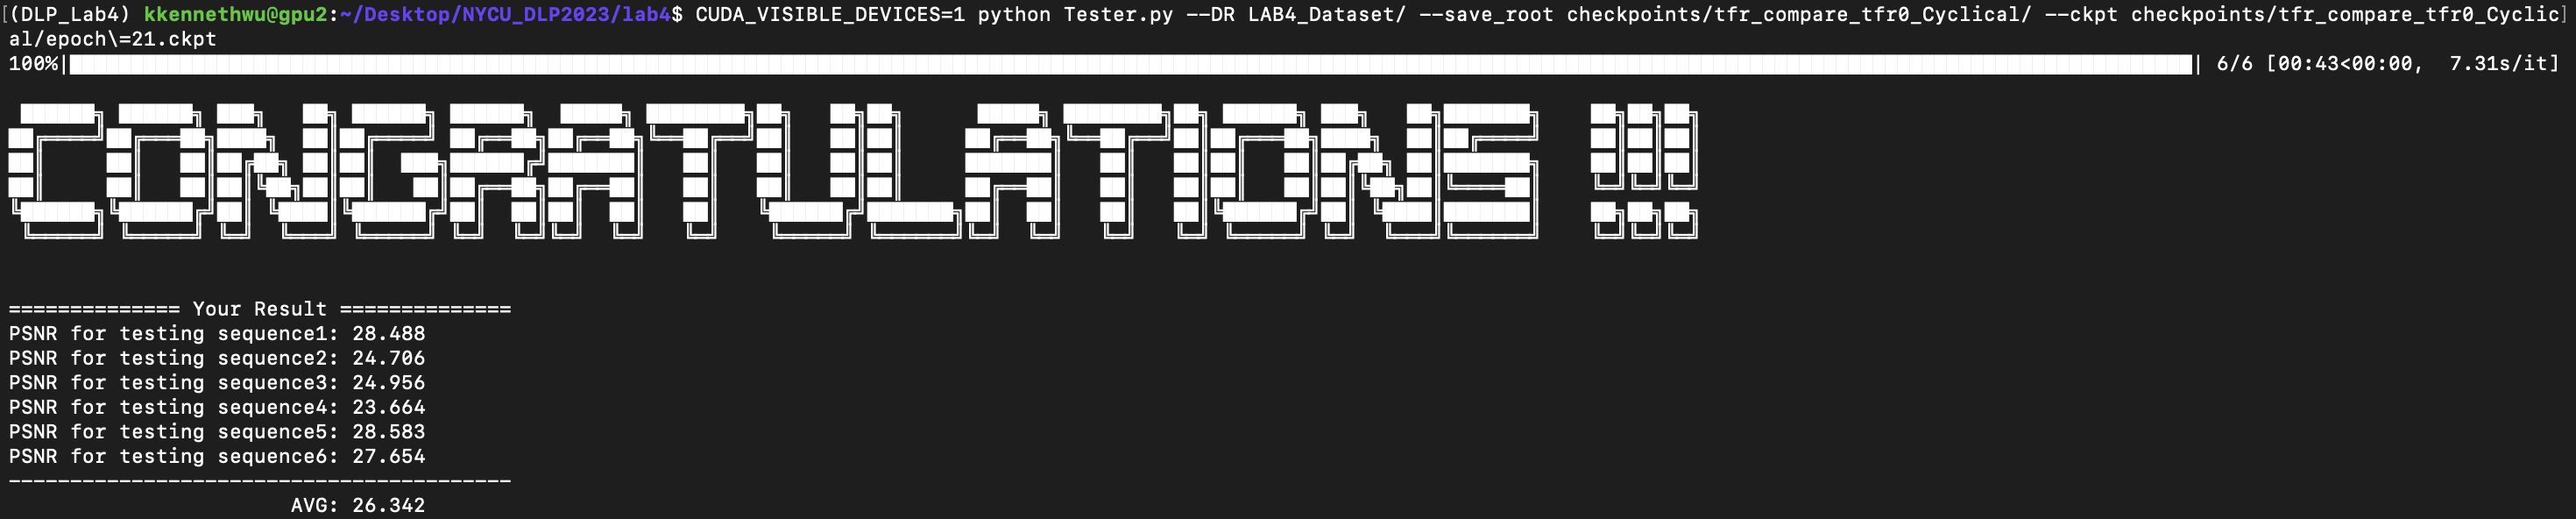 [(DLP_Lab4) kkennethwu@gpu2:~/Desktop/NYCU_DLP2023/lab4$ CUDA_VISIBLE_DEVICES=1 python Tester.py --DR LAB4_Dataset/ --save_root checkpoints/tfr_compare_tfr0_Cyclical/ --ckpt checkpoints/tfr_compare_tfr0_Cyclic]
al/epoch\=21.ckpt
100%| | 6/6 [00:43<00:00, 7.31s/it]
CONGRATULATIONS !!!
============== Your Result ==============
PSNR for testing sequence1: 28.488
PSNR for testing sequence2: 24.706
PSNR for testing sequence3: 24.956
PSNR for testing sequence4: 23.664
PSNR for testing sequence5: 28.583
PSNR for testing sequence6: 27.654
-----------------------------------------
AVG: 26.342